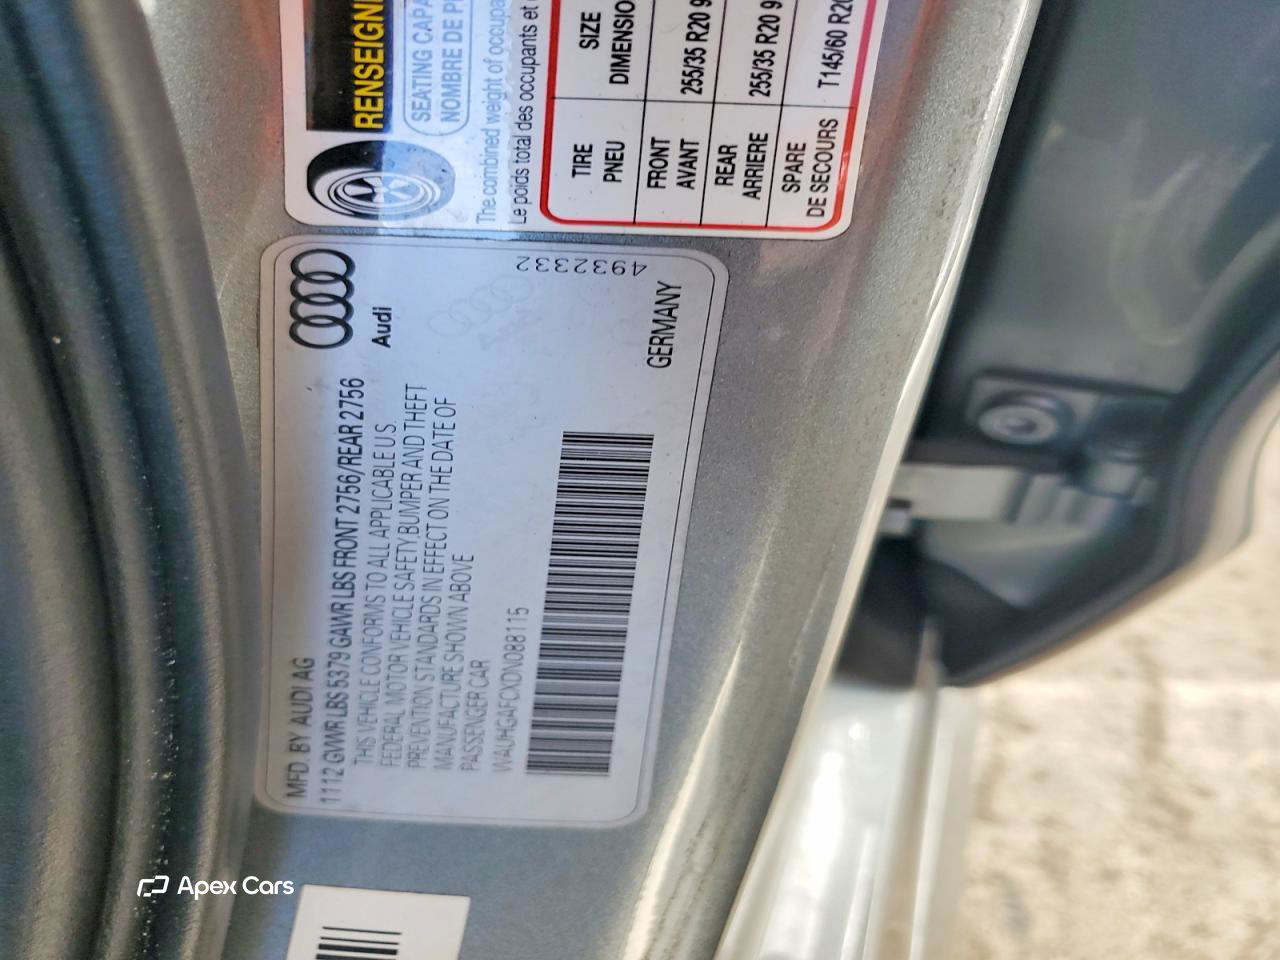 RENSEIGN
SEATING CAPA
NOMBRE DE P
The combined weight of occupa
Le poids total des occupants et
TIRE SIZE
PNEU DIMENSIO
FRONT 255/35 R20 9
AVANT
REAR 255/35 R20 9
ARRIERE
SPARE T145/60 R20
DE SECOURS
Audi
MFD. BY AUDI AG
1112 GVWR LBS 5379 GAWR LBS FRONT 2756/REAR 2756
THIS VEHICLE CONFORMS TO ALL APPLICABLE U.S.
FEDERAL MOTOR VEHICLE SAFETY, BUMPER AND THEFT
PREVENTION STANDARDS IN EFFECT ON THE DATE OF
MANUFACTURE SHOWN ABOVE
PASSENGER CAR
WAUHGAFCXDN088115
4932332
GERMANY
Apex Cars